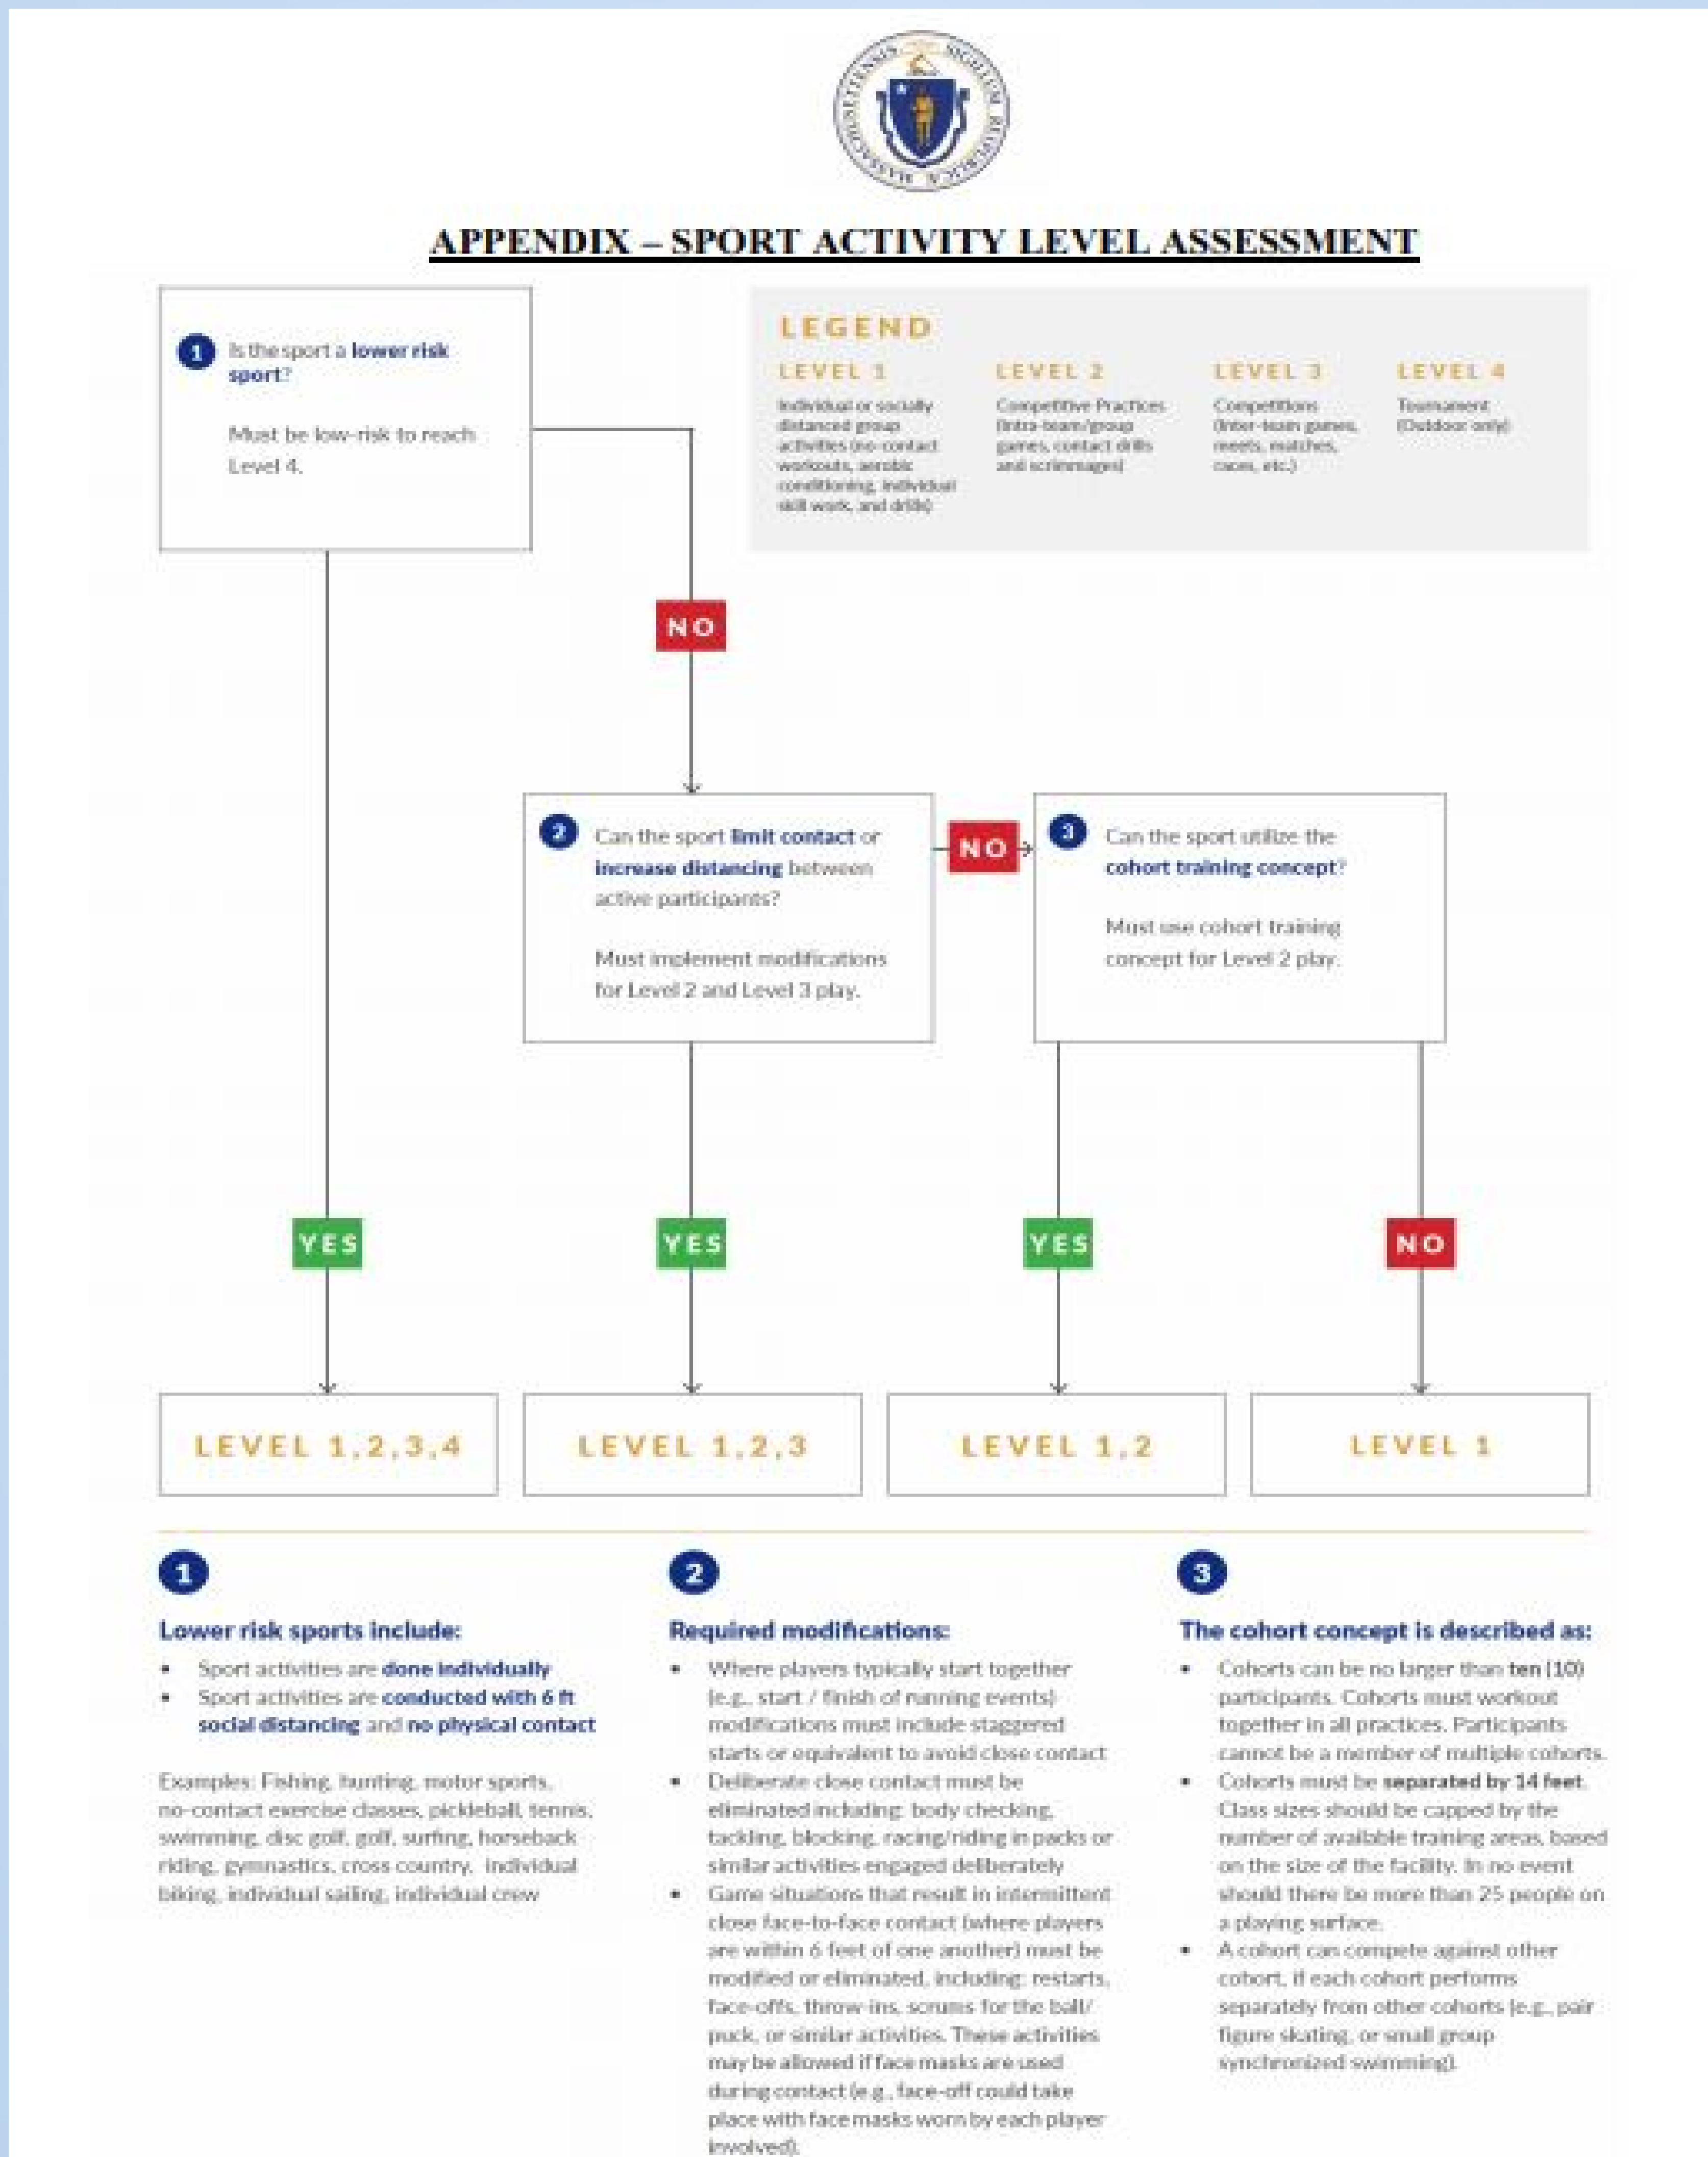 MASSACHUSETTENSIS SIGILLUM REIPUBLICÆ
APPENDIX – SPORT ACTIVITY LEVEL ASSESSMENT
1 Is the sport a lower risk
sport?
Must be low-risk to reach
Level 4.
LEGEND
LEVEL 1
Individual or socially
distanced group
activities (no-contact
workouts, aerobic
conditioning, individual
skill work, and drills)
LEVEL 2
Competitive Practices
(Intra-team/group
games, contact drills
and scrimmages)
LEVEL 3
Competitions
(Inter-team games,
meets, matches,
races, etc.)
LEVEL 4
Tournament
(Outdoor only)
NO
2 Can the sport limit contact or
increase distancing between
active participants?
Must implement modifications
for Level 2 and Level 3 play.
NO
3 Can the sport utilize the
cohort training concept?
Must use cohort training
concept for Level 2 play.
YES
YES
YES
NO
LEVEL 1,2,3,4
LEVEL 1,2,3
LEVEL 1,2
LEVEL 1
1
Lower risk sports include:
• Sport activities are done individually
• Sport activities are conducted with 6 ft
social distancing and no physical contact
Examples: Fishing, hunting, motor sports,
no-contact exercise classes, pickleball, tennis,
swimming, disc golf, golf, surfing, horseback
riding, gymnastics, cross country, individual
biking, individual sailing, individual crew
2
Required modifications:
• Where players typically start together
(e.g., start / finish of running events)
modifications must include staggered
starts or equivalent to avoid close contact
• Deliberate close contact must be
eliminated including: body checking,
tackling, blocking, racing/riding in packs or
similar activities engaged deliberately
• Game situations that result in intermittent
close face-to-face contact (where players
are within 6 feet of one another) must be
modified or eliminated, including: restarts,
face-offs, throw-ins, scrums for the ball/
puck, or similar activities. These activities
may be allowed if face masks are used
during contact (e.g., face-off could take
place with face masks worn by each player
involved).
3
The cohort concept is described as:
• Cohorts can be no larger than ten (10)
participants. Cohorts must workout
together in all practices. Participants
cannot be a member of multiple cohorts.
• Cohorts must be separated by 14 feet.
Class sizes should be capped by the
number of available training areas, based
on the size of the facility. In no event
should there be more than 25 people on
a playing surface.
• A cohort can compete against other
cohort, if each cohort performs
separately from other cohorts (e.g., pair
figure skating, or small group
synchronized swimming).